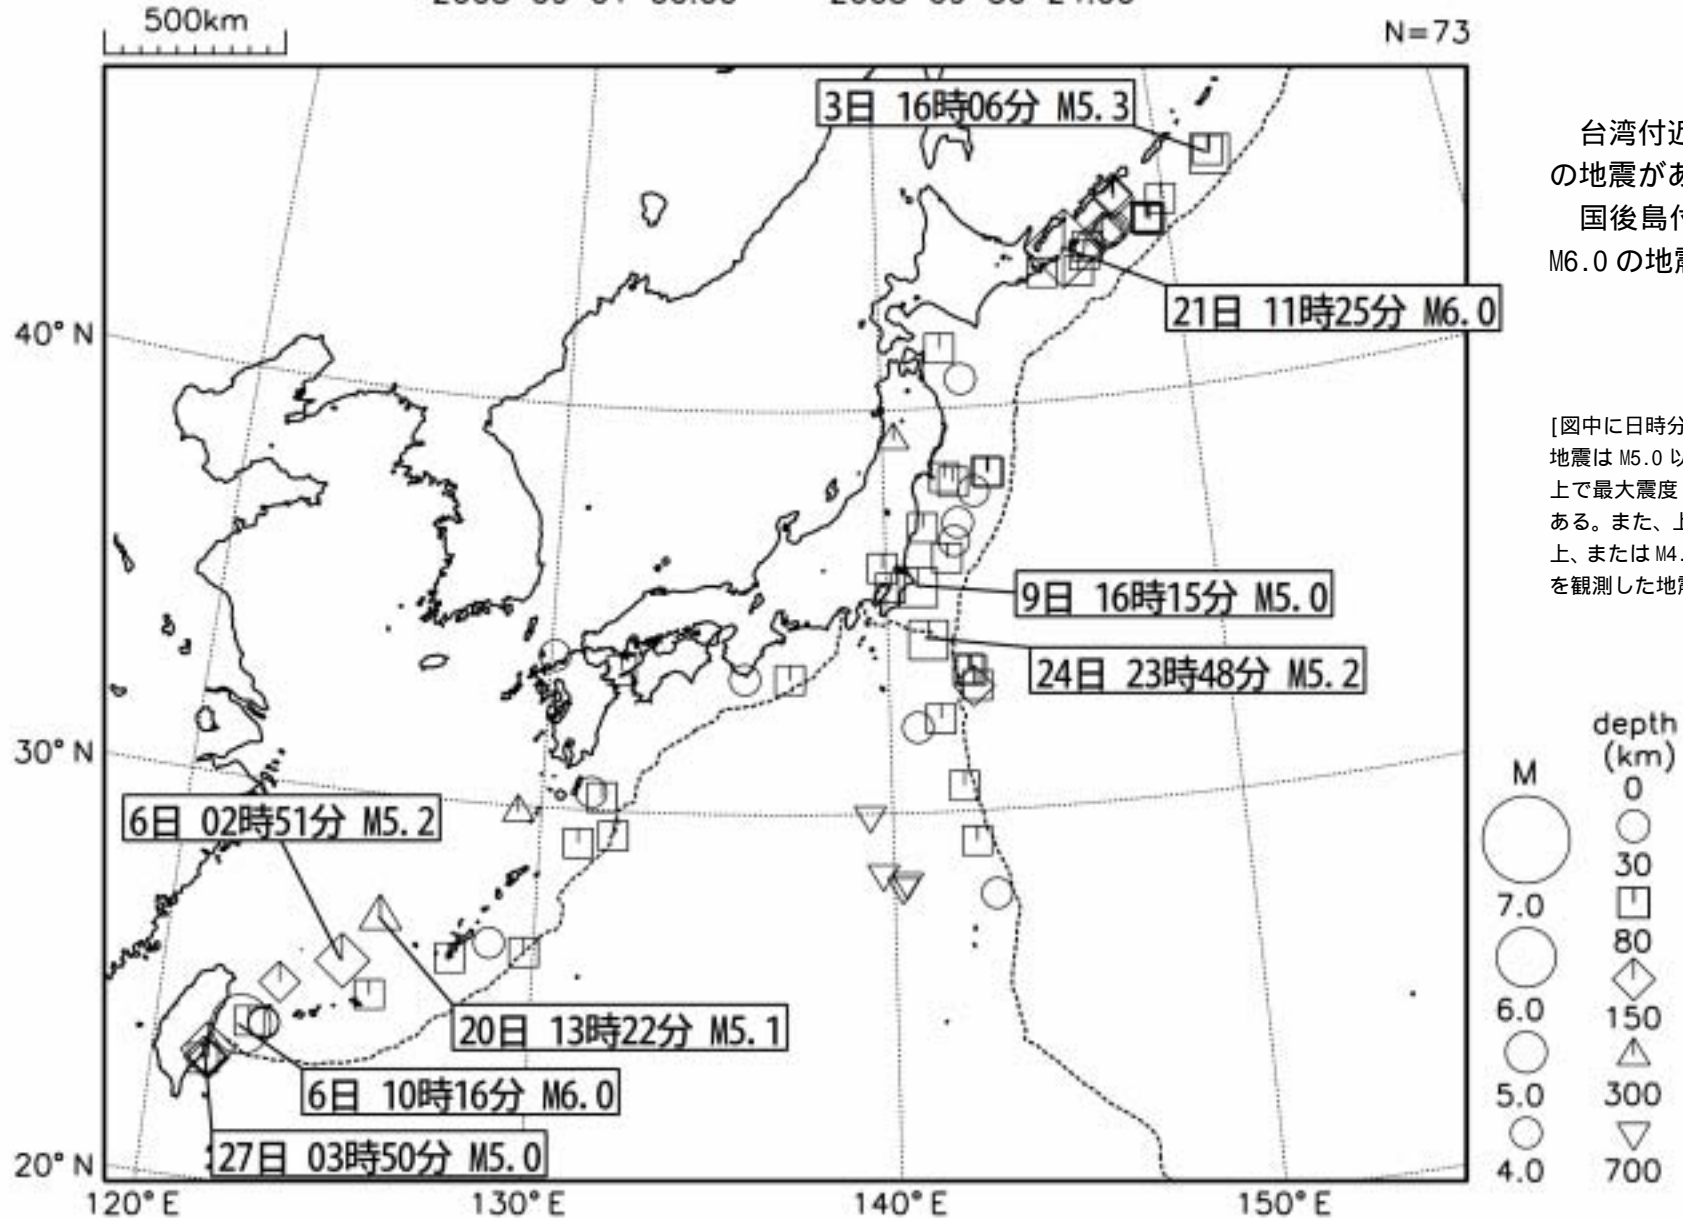 500km
N=73
3日 16時06分 M5.3
台湾付近
の地震があ
国後島付
M6.0 の地震
21日 11時25分 M6.0
40°N
[図中に日時分
地震は M5.0 以
上で最大震度
ある。また、上
上、または M4.
を観測した地震
9日 16時15分 M5.0
24日 23時48分 M5.2
30°N
6日 02時51分 M5.2
20日 13時22分 M5.1
6日 10時16分 M6.0
27日 03時50分 M5.0
20°N
120°E
130°E
140°E
150°E
M
7.0
6.0
5.0
4.0
depth
(km)
0
30
80
150
300
700